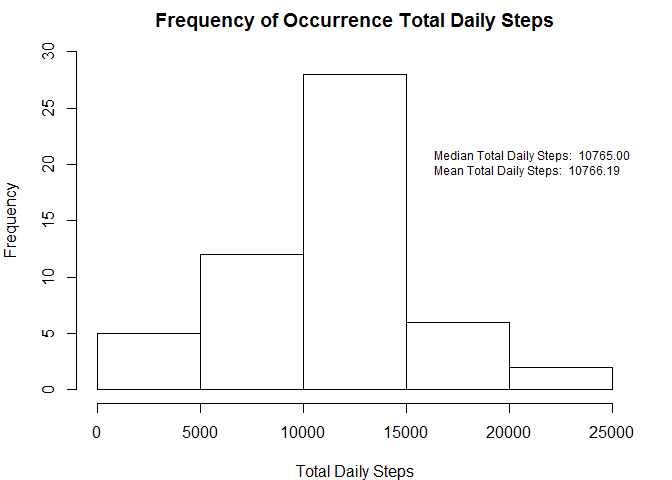 Frequency of Occurrence Total Daily Steps
30
25
20
15
10
5
0
Frequency
Median Total Daily Steps:  10765.00
Mean Total Daily Steps:  10766.19
0 5000 10000 15000 20000 25000
Total Daily Steps